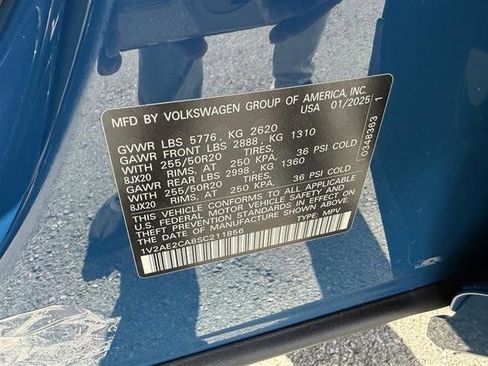 MFD BY VOLKSWAGEN GROUP OF AMERICA, INC.
USA 01/2025
GVWR LBS 5776, KG 2620
GAWR FRONT LBS 2888, KG 1310
WITH 255/50R20 TIRES,
8JX20 RIMS, AT 250 KPA. 36 PSI COLD
GAWR REAR LBS 2998, KG 1360
WITH 255/50R20 TIRES,
8JX20 RIMS, AT 250 KPA. 36 PSI COLD
THIS VEHICLE CONFORMS TO ALL APPLICABLE
U.S. FEDERAL MOTOR VEHICLE SAFETY AND
THEFT PREVENTION STANDARDS IN EFFECT ON
THE DATE OF MANUFACTURE SHOWN ABOVE.
1V2AE2CA8SC211856 TYPE: MPV
0348363 1